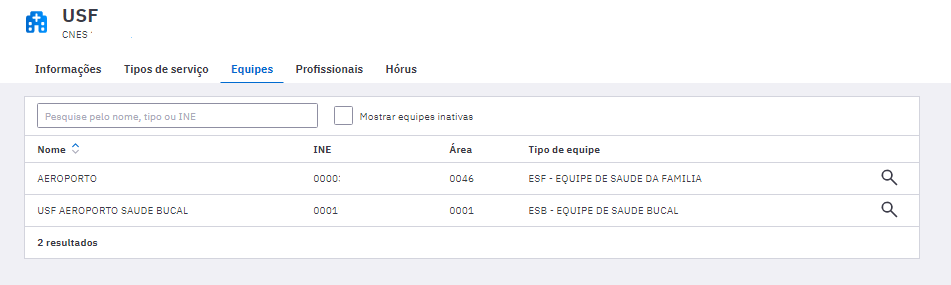 USF
CNES
Informações Tipos de serviço Equipes Profissionais Hórus
Pesquise pelo nome, tipo ou INE Mostrar equipes inativas
Nome INE Área Tipo de equipe
AEROPORTO 0000 0046 ESF - EQUIPE DE SAUDE DA FAMILIA
USF AEROPORTO SAUDE BUCAL 0001 0001 ESB - EQUIPE DE SAUDE BUCAL
2 resultados